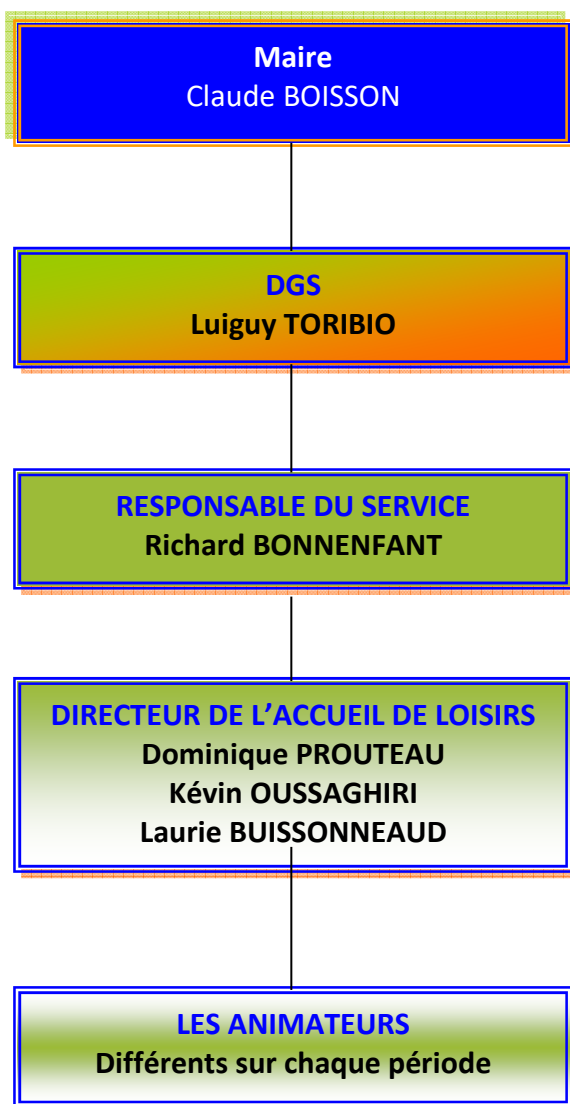 Maire
Claude BOISSON
DGS
Luiguy TORIBIO
RESPONSABLE DU SERVICE
Richard BONNENFANT
DIRECTEUR DE L’ACCUEIL DE LOISIRS
Dominique PROUTEAU
Kévin OUSSAGHIRI
Laurie BUISSONNEAUD
LES ANIMATEURS
Différents sur chaque période